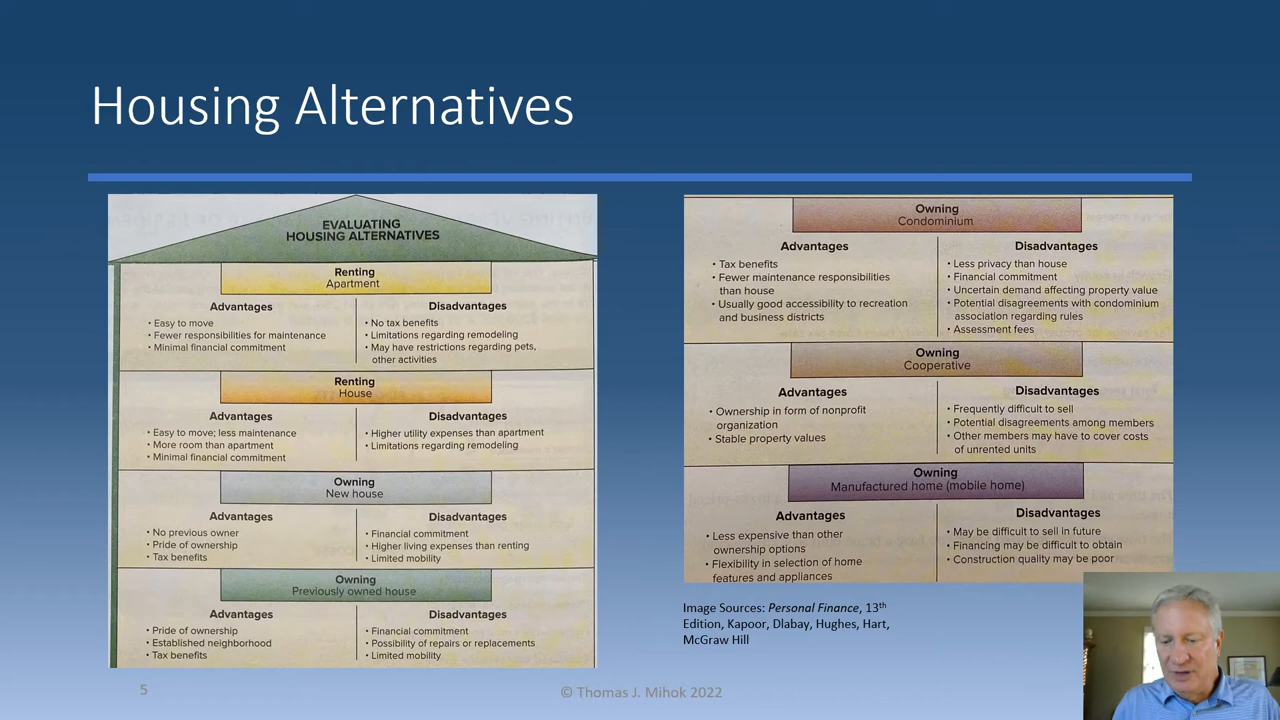 Housing Alternatives
EVALUATING
HOUSING ALTERNATIVES
Renting
Apartment
Advantages
• Easy to move
• Fewer responsibilities for maintenance
• Minimal financial commitment
Disadvantages
• No tax benefits
• Limitations regarding remodeling
• May have restrictions regarding pets,
other activities
Renting
House
Advantages
• Easy to move; less maintenance
• More room than apartment
• Minimal financial commitment
Disadvantages
• Higher utility expenses than apartment
• Limitations regarding remodeling
Owning
New house
Advantages
• No previous owner
• Pride of ownership
• Tax benefits
Disadvantages
• Financial commitment
• Higher living expenses than renting
• Limited mobility
Owning
Previously owned house
Advantages
• Pride of ownership
• Established neighborhood
• Tax benefits
Disadvantages
• Financial commitment
• Possibility of repairs or replacements
• Limited mobility
Owning
Condominium
Advantages
• Tax benefits
• Fewer maintenance responsibilities
than house
• Usually good accessibility to recreation
and business districts
Disadvantages
• Less privacy than house
• Financial commitment
• Uncertain demand affecting property value
• Potential disagreements with condominium
association regarding rules
• Assessment fees
Owning
Cooperative
Advantages
• Ownership in form of nonprofit
organization
• Stable property values
Disadvantages
• Frequently difficult to sell
• Potential disagreements among members
• Other members may have to cover costs
of unrented units
Owning
Manufactured home (mobile home)
Advantages
• Less expensive than other
ownership options
• Flexibility in selection of home
features and appliances
Disadvantages
• May be difficult to sell in future
• Financing may be difficult to obtain
• Construction quality may be poor
Image Sources: Personal Finance, 13th
Edition, Kapoor, Dlabay, Hughes, Hart,
McGraw Hill
5
© Thomas J. Mihok 2022